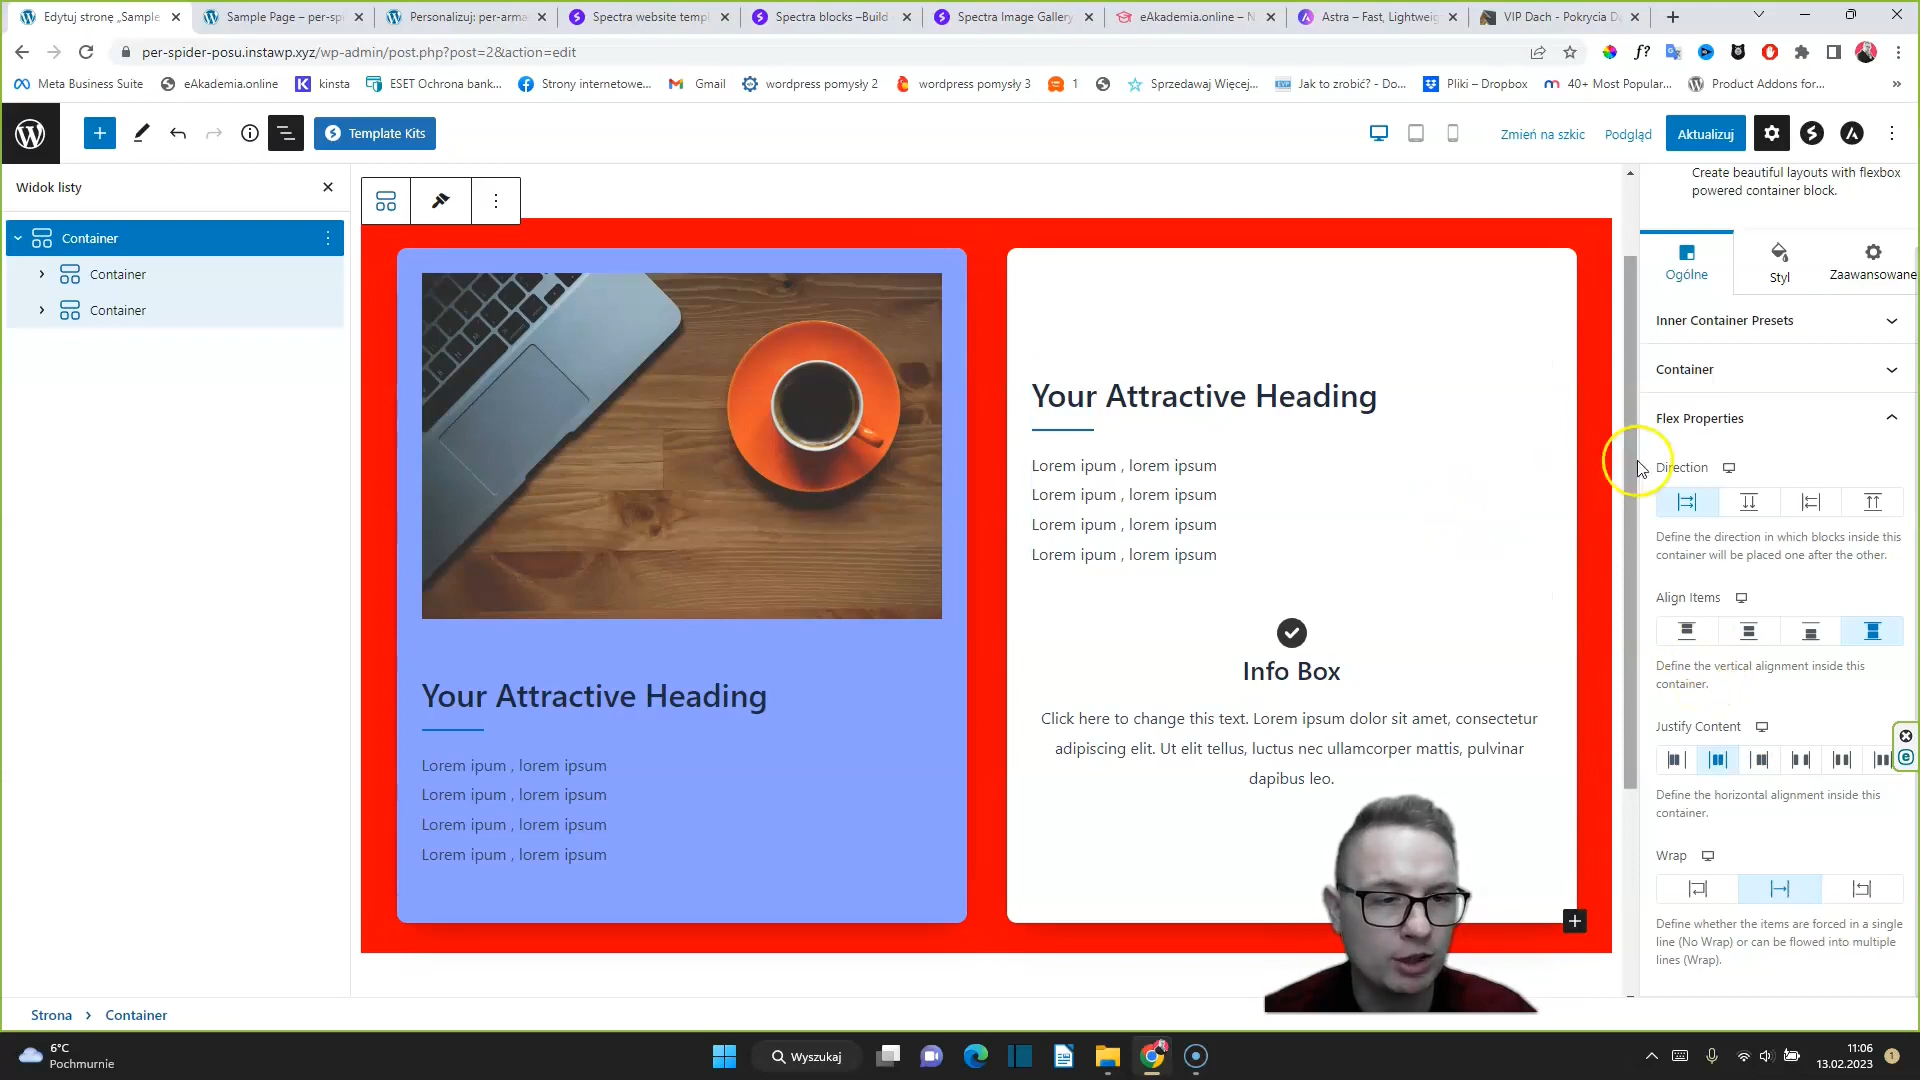 Edytuj stronę „Sample
Sample Page – per-spi
Personalizuj: per-arma
Spectra website templ
Spectra blocks –Build
Spectra Image Gallery
eAkademia.online – N
Astra – Fast, Lightweig
VIP Dach - Pokrycia D
per-spider-posu.instawp.xyz/wp-admin/post.php?post=2&action=edit
f?
Meta Business Suite
eAkademia.online
kinsta
ESET Ochrona bank...
Strony internetowe...
Gmail
wordpress pomysły 2
wordpress pomysły 3
1
Sprzedawaj Więcej,...
Jak to zrobić? - Do...
Pliki – Dropbox
40+ Most Popular...
Product Addons for...
»
Template Kits
Zmień na szkic
Podgląd
Aktualizuj
Widok listy
Container
Container
Container
Your Attractive Heading
Lorem ipum , lorem ipsum
Lorem ipum , lorem ipsum
Lorem ipum , lorem ipsum
Lorem ipum , lorem ipsum
Your Attractive Heading
Lorem ipum , lorem ipsum
Lorem ipum , lorem ipsum
Lorem ipum , lorem ipsum
Lorem ipum , lorem ipsum
Info Box
Click here to change this text. Lorem ipsum dolor sit amet, consectetur
adipiscing elit. Ut elit tellus, luctus nec ullamcorper mattis, pulvinar
dapibus leo.
Create beautiful layouts with flexbox
powered container block.
Ogólne
Styl
Zaawansowane
Inner Container Presets
Container
Flex Properties
Direction
Define the direction in which blocks inside this
container will be placed one after the other.
Align Items
Define the vertical alignment inside this
container.
Justify Content
Define the horizontal alignment inside this
container.
Wrap
Define whether the items are forced in a single
line (No Wrap) or can be flowed into multiple
lines (Wrap).
Strona
Container
6°C
Pochmurnie
Wyszukaj
11:06
13.02.2023
1